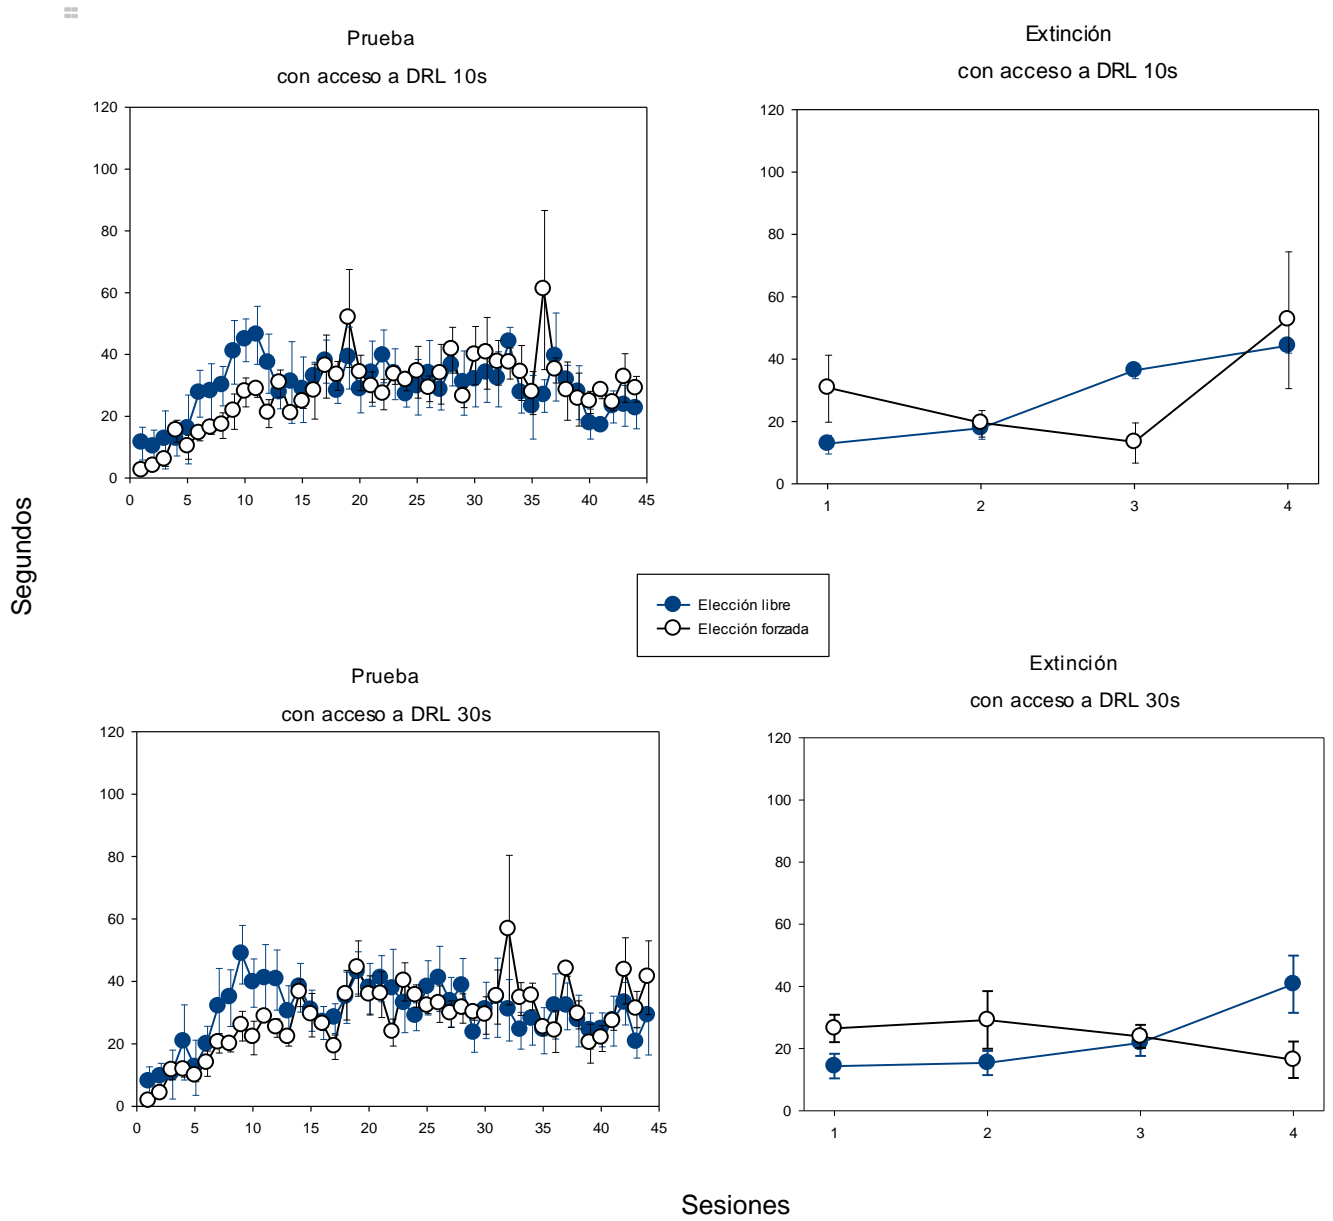 Prueba
con acceso a DRL 10s
Extinción
con acceso a DRL 10s
120
100
80
60
40
20
0
0 5 10 15 20 25 30 35 40 45
120
100
80
60
40
20
0
1 2 3 4
Segundos
Elección libre
Elección forzada
Prueba
con acceso a DRL 30s
Extinción
con acceso a DRL 30s
120
100
80
60
40
20
0
0 5 10 15 20 25 30 35 40 45
120
100
80
60
40
20
0
1 2 3 4
Sesiones